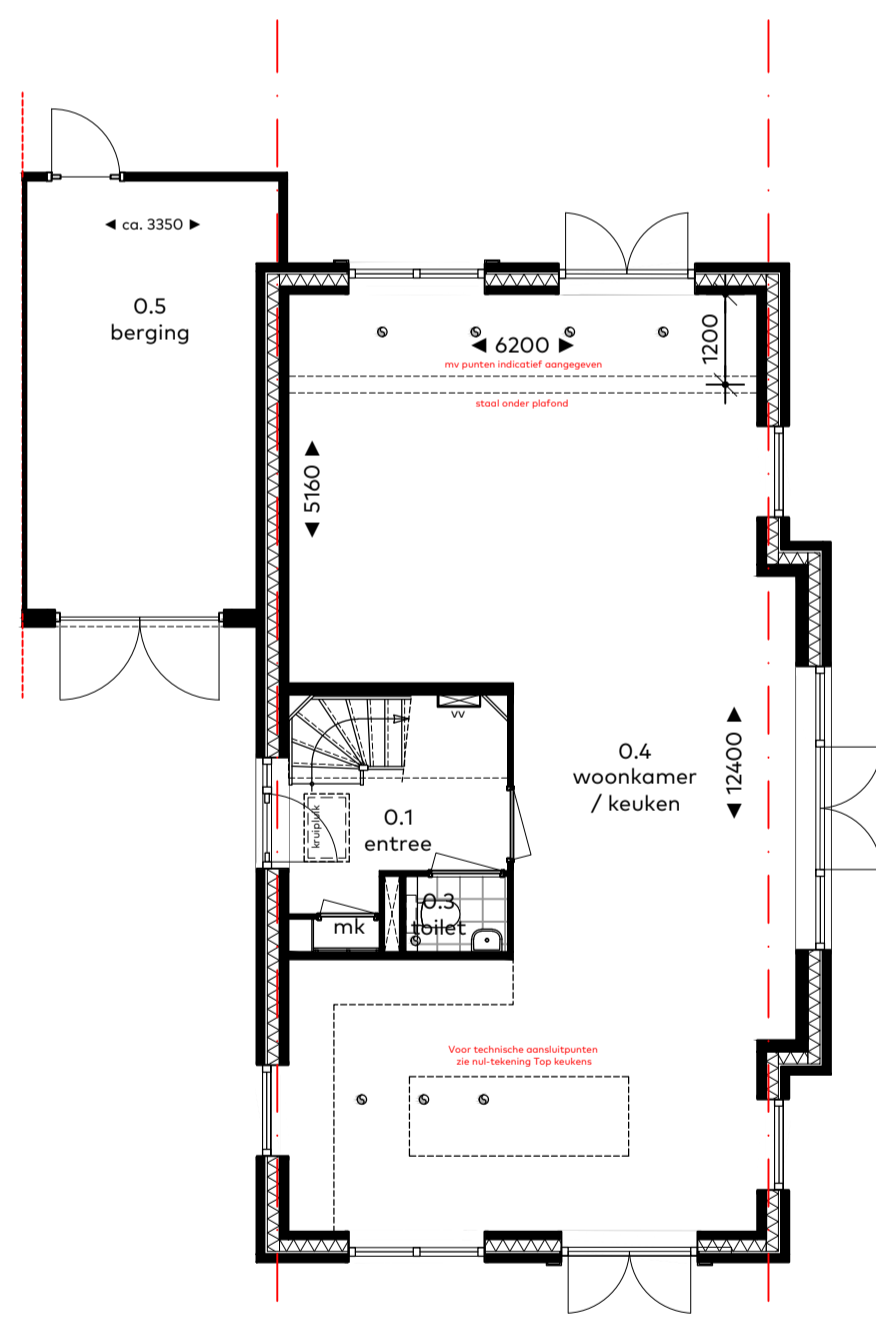 ◄ ca. 3350 ►
0.5
berging
◄ 6200 ►
1200
mv punten indicatief aangegeven
staal onder plafond
◄ 5160 ►
vv
0.4
woonkamer
/ keuken
◄ 12400 ►
kruipluik
0.1
entree
0.3
toilet
mk
Voor technische aansluitpunten
zie nul-tekening Top keukens